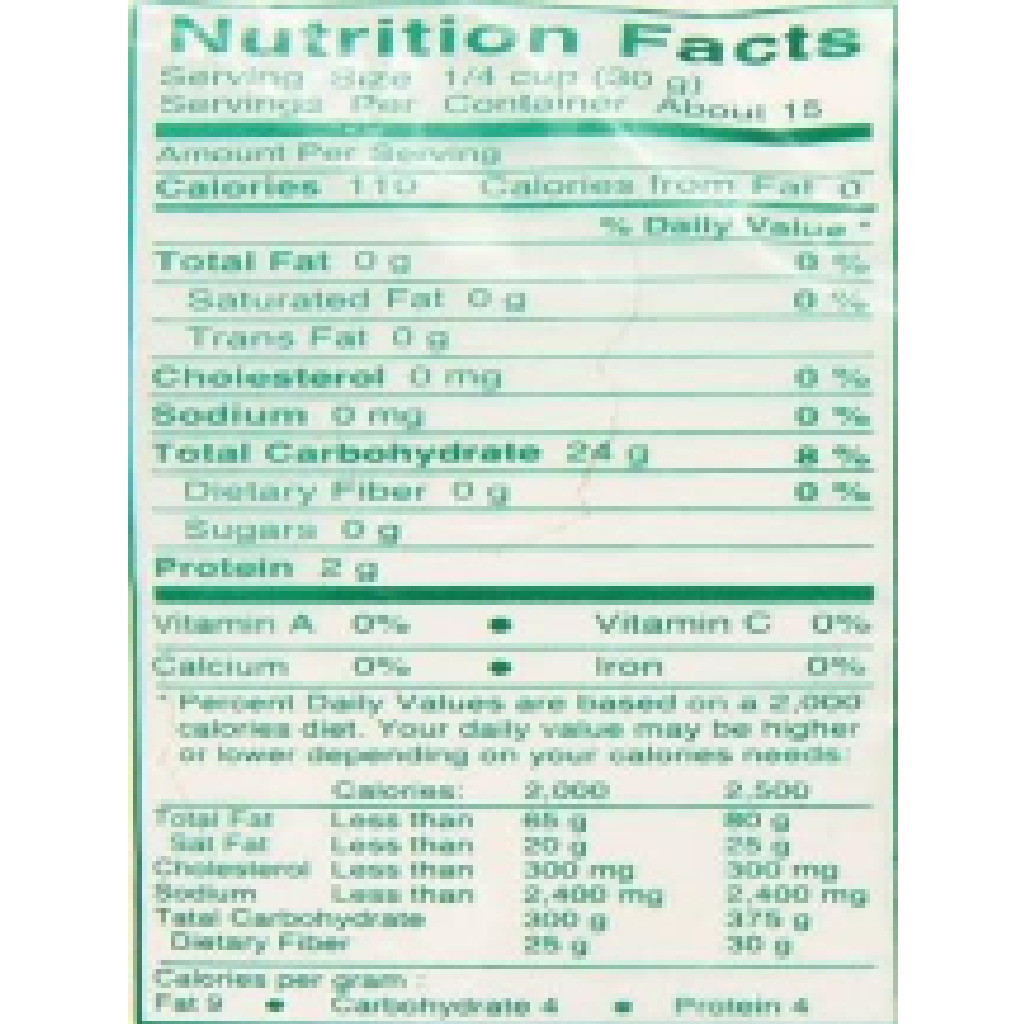 Nutrition Facts
Serving Size 1/4 cup (30 g)
Servings Per Container About 15
Amount Per Serving
Calories 110 Calories from Fat 0
% Daily Value *
Total Fat 0 g 0 %
Saturated Fat 0 g 0 %
Trans Fat 0 g
Cholesterol 0 mg 0 %
Sodium 0 mg 0 %
Total Carbohydrate 24 g 8 %
Dietary Fiber 0 g 0 %
Sugars 0 g
Protein 2 g
Vitamin A 0% • Vitamin C 0%
Calcium 0% • Iron 0%
* Percent Daily Values are based on a 2,000
calories diet. Your daily value may be higher
or lower depending on your calories needs:
Calories: 2,000 2,500
Total Fat Less than 65 g 80 g
Sat Fat Less than 20 g 25 g
Cholesterol Less than 300 mg 300 mg
Sodium Less than 2,400 mg 2,400 mg
Total Carbohydrate 300 g 375 g
Dietary Fiber 25 g 30 g
Calories per gram :
Fat 9 • Carbohydrate 4 • Protein 4